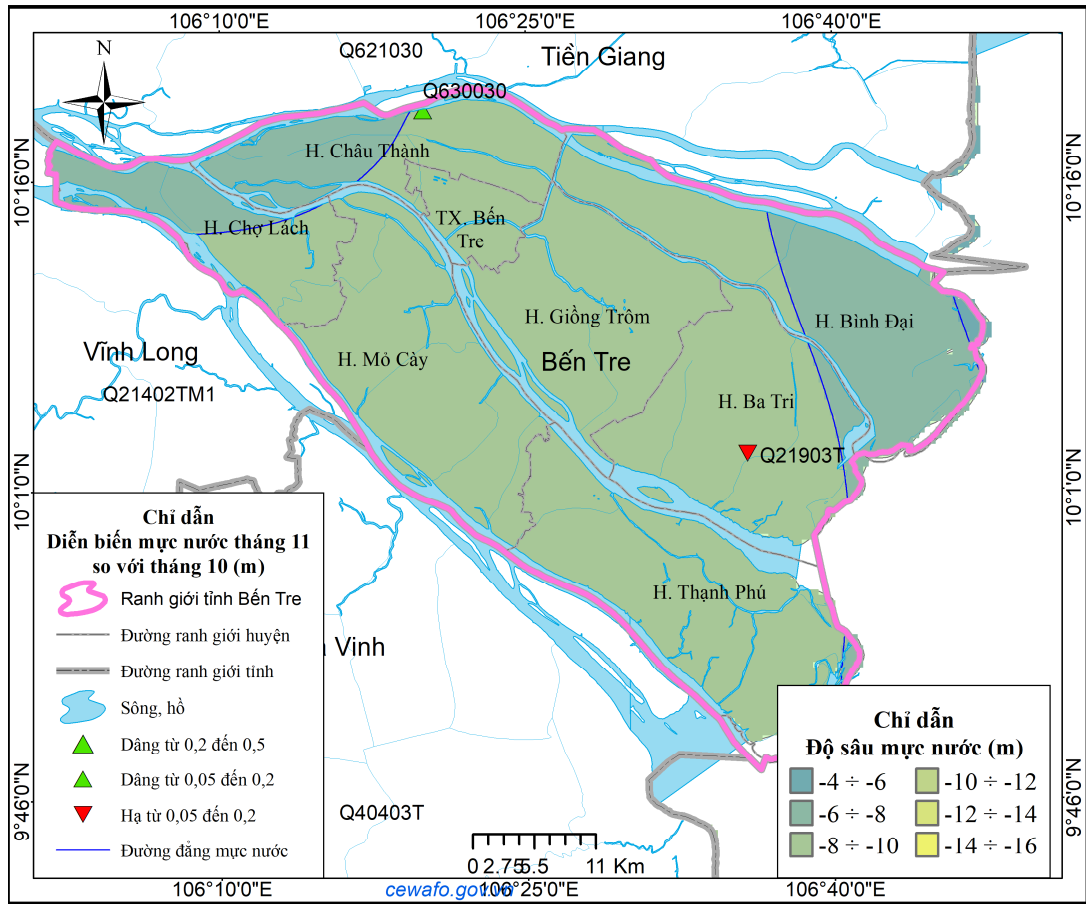 106°10'0"E
106°25'0"E
106°40'0"E
N
Q621030
Tiền Giang
Q630030
H. Châu Thành
10°16'0"N
10°16'0"N
H. Chợ Lách
TX. Bến
Tre
H. Giồng Trôm
H. Bình Đại
Vĩnh Long
H. Mỏ Cày
Bến Tre
Q21402TM1
H. Ba Tri
Q21903T
10°1'0"N
10°1'0"N
Chỉ dẫn
Diễn biến mực nước tháng 11
so với tháng 10 (m)
Ranh giới tỉnh Bến Tre
Đường ranh giới huyện
Đường ranh giới tỉnh
Sông, hồ
Dâng từ 0,2 đến 0,5
Dâng từ 0,05 đến 0,2
Hạ từ 0,05 đến 0,2
Đường đẳng mực nước
H. Thạnh Phú
Vinh
Q40403T
0 2.75 5.5 11 Km
Chỉ dẫn
Độ sâu mực nước (m)
-4 ÷ -6
-6 ÷ -8
-8 ÷ -10
-10 ÷ -12
-12 ÷ -14
-14 ÷ -16
9°46'0"N
9°46'0"N
106°10'0"E
106°25'0"E
106°40'0"E
cewafo.gov.vn